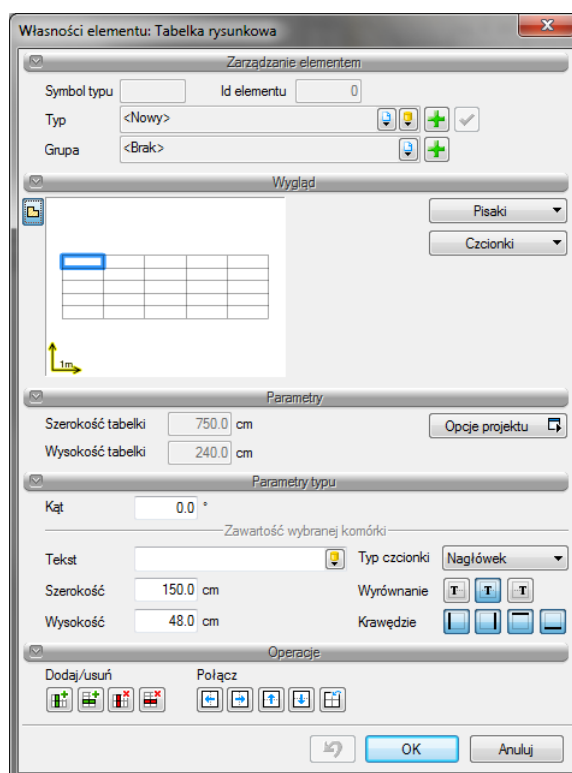 Własności elementu: Tabelka rysunkowa
Zarządzanie elementem
Symbol typu Id elementu 0
Typ <Nowy>
Grupa <Brak>
Wygląd
Pisaki
Czcionki
1m
Parametry
Szerokość tabelki 750.0 cm Opcje projektu
Wysokość tabelki 240.0 cm
Parametry typu
Kąt 0.0 °
Zawartość wybranej komórki
Tekst Typ czcionki Nagłówek
Szerokość 150.0 cm Wyrównanie T T T
Wysokość 48.0 cm Krawędzie
Operacje
Dodaj/usuń Połącz
OK Anuluj